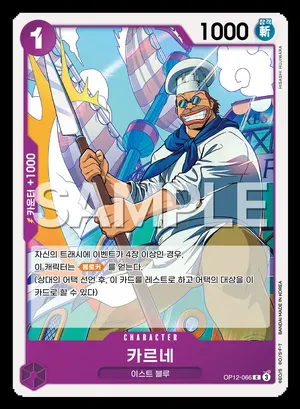 1
1000
참격
斬
HISASHI FUJIWARA
카운터 +1000
SAMPLE
자신의 트래시에 이벤트가 4장 이상인 경우,
이 캐릭터는 블로커 를 얻는다.
(상대의 어택 선언 후, 이 카드를 레스트로 하고 어택의 대상을 이
카드로 할 수 있다)
CHARACTER
카르네
이스트 블루
OP12-066 C 3